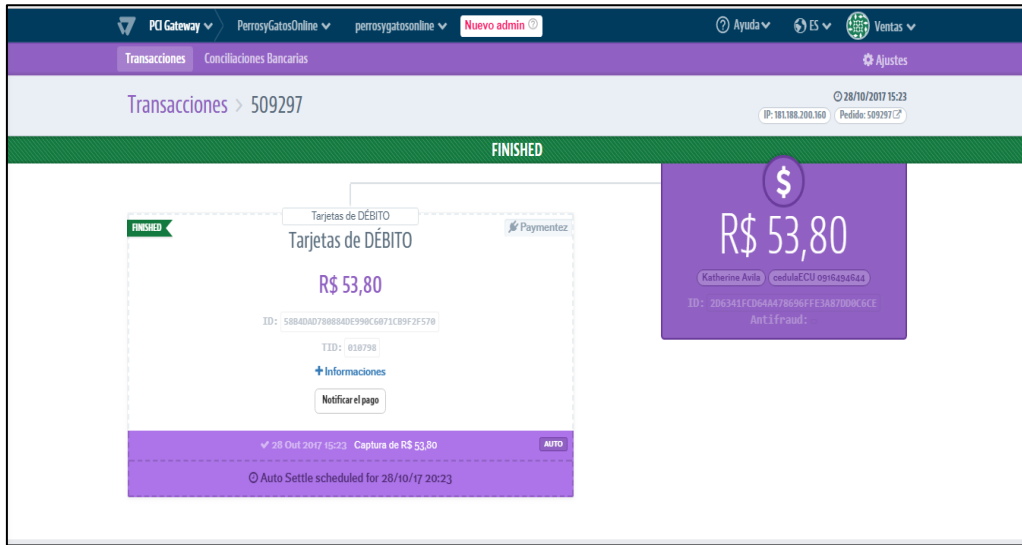 PCI Gateway PerrosyGatosOnline perrosygatosonline Nuevo admin Ayuda ES Ventas
Transacciones Conciliaciones Bancarias Ajustes
Transacciones > 509297
28/10/2017 15:23
IP: 181.188.200.160 Pedido: 509297
FINISHED
$
R$ 53,80
Katherine Avila cedulaECU 0916494644
ID: 2D6341FCD64A478696FFE3A87DD0C6CE
Antifraud:
Tarjetas de DÉBITO
FINISHED
Paymentez
Tarjetas de DÉBITO
R$ 53,80
ID: 5884DAD780884DE990C6071CB9F2F570
TID: 010798
+ Informaciones
Notificar el pago
28 Out 2017 15:23 Captura de R$ 53,80 AUTO
Auto Settle scheduled for 28/10/17 20:23